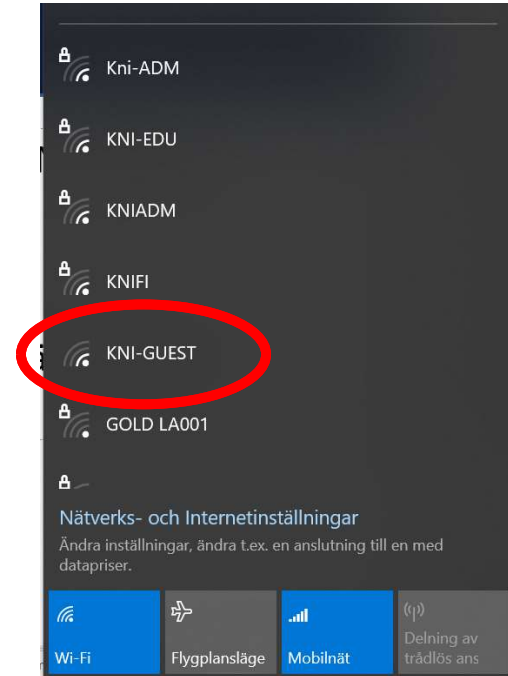 Kni-ADM
KNI-EDU
KNIADM
KNIFI
KNI-GUEST
GOLD LA001
Nätverks- och Internetinställningar
Ändra inställningar, ändra t.ex. en anslutning till en med
datapriser.
Wi-Fi
Flygplansläge
Mobilnät
Delning av
trådlös ans